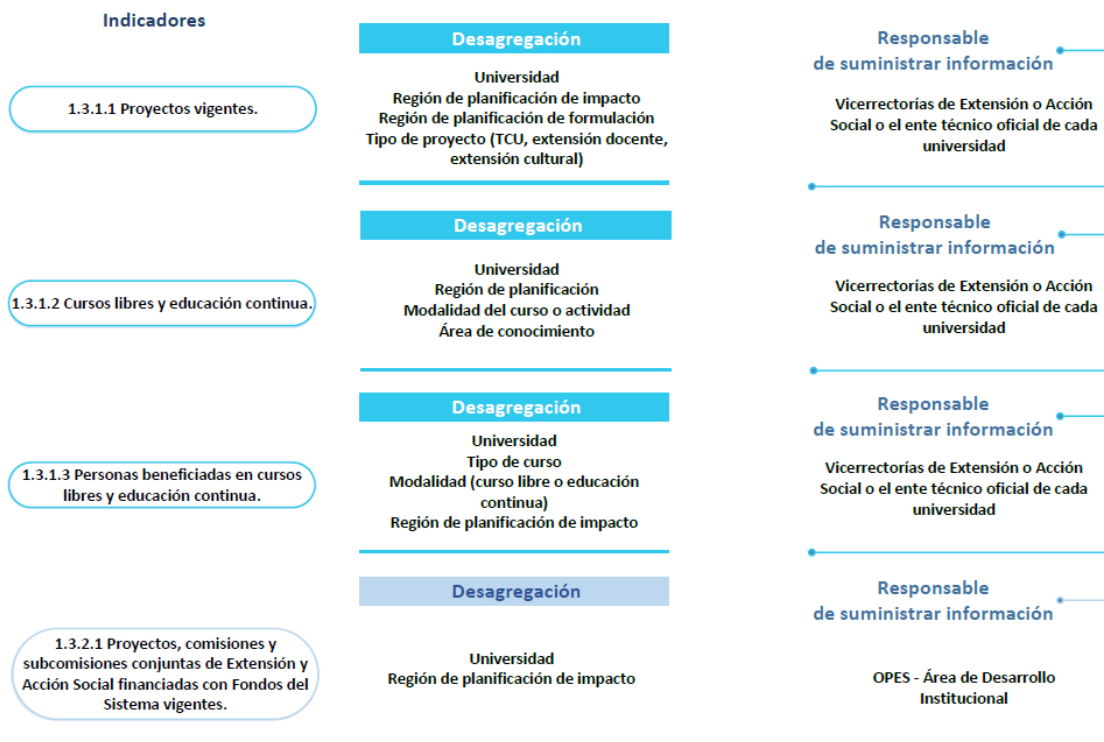 Indicadores
Desagregación
Responsable
de suministrar información
1.3.1.1 Proyectos vigentes.
Universidad
Región de planificación de impacto
Región de planificación de formulación
Tipo de proyecto (TCU, extensión docente,
extensión cultural)
Vicerrectorías de Extensión o Acción
Social o el ente técnico oficial de cada
universidad
Desagregación
Responsable
de suministrar información
1.3.1.2 Cursos libres y educación continua.
Universidad
Región de planificación
Modalidad del curso o actividad
Área de conocimiento
Vicerrectorías de Extensión o Acción
Social o el ente técnico oficial de cada
universidad
Desagregación
Responsable
de suministrar información
1.3.1.3 Personas beneficiadas en cursos
libres y educación continua.
Universidad
Tipo de curso
Modalidad (curso libre o educación
continua)
Región de planificación de impacto
Vicerrectorías de Extensión o Acción
Social o el ente técnico oficial de cada
universidad
Desagregación
Responsable
de suministrar información
1.3.2.1 Proyectos, comisiones y
subcomisiones conjuntas de Extensión y
Acción Social financiadas con Fondos del
Sistema vigentes.
Universidad
Región de planificación de impacto
OPES - Área de Desarrollo
Institucional